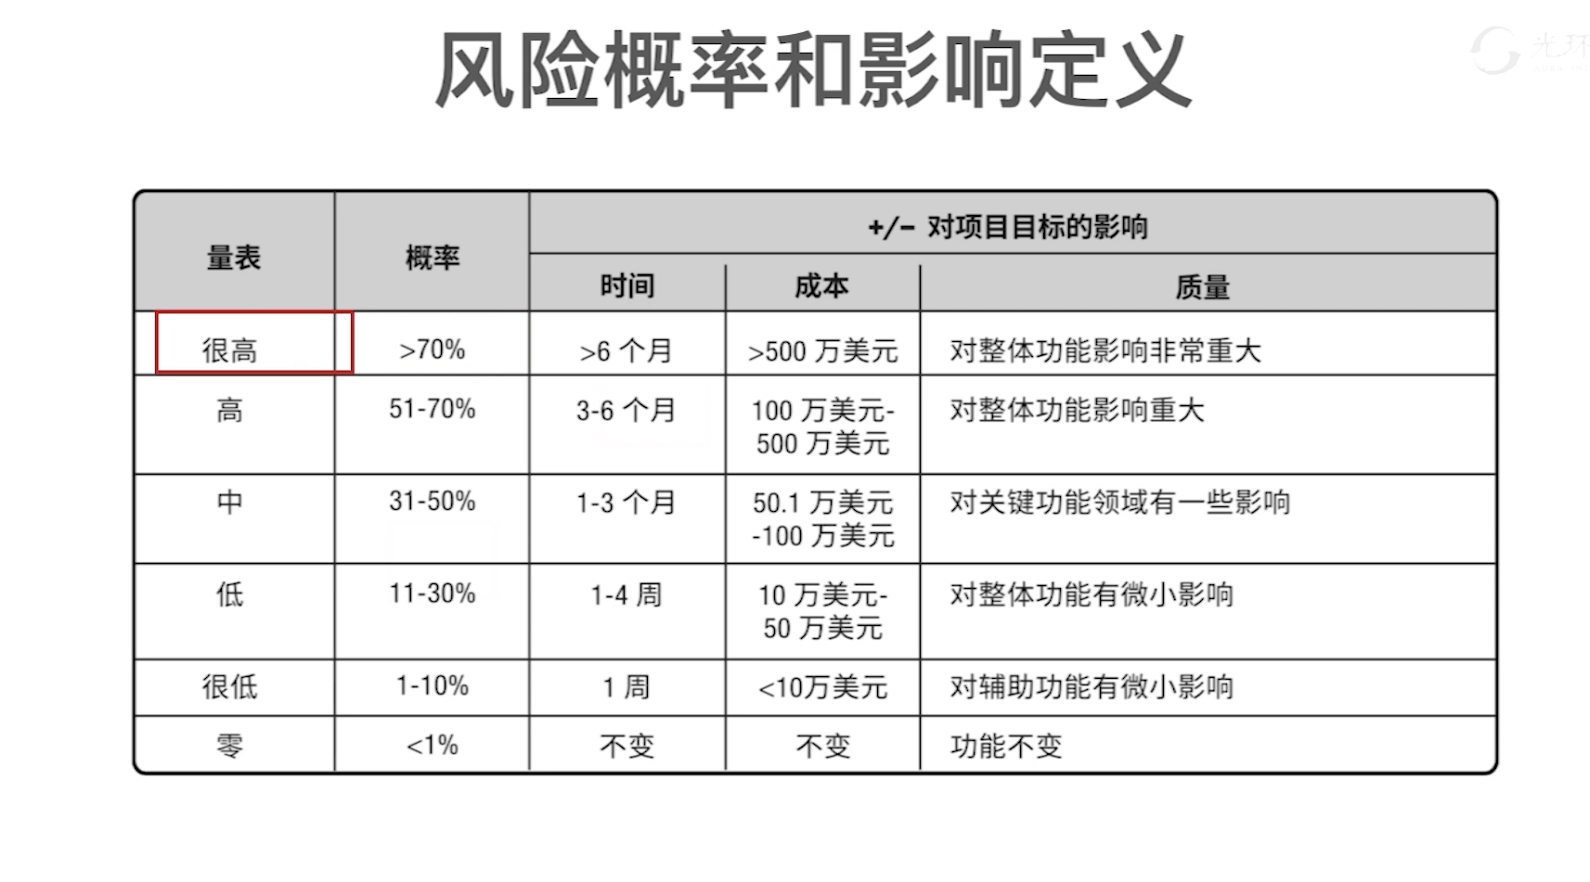 风险概率和影响定义
光环
量表 概率 +/- 对项目目标的影响
时间 成本 质量
很高 >70% >6 个月 >500 万美元 对整体功能影响非常重大
高 51-70% 3-6 个月 100 万美元-
500 万美元 对整体功能影响重大
中 31-50% 1-3 个月 50.1 万美元
-100 万美元 对关键功能领域有一些影响
低 11-30% 1-4 周 10 万美元-
50 万美元 对整体功能有微小影响
很低 1-10% 1 周 <10万美元 对辅助功能有微小影响
零 <1% 不变 不变 功能不变